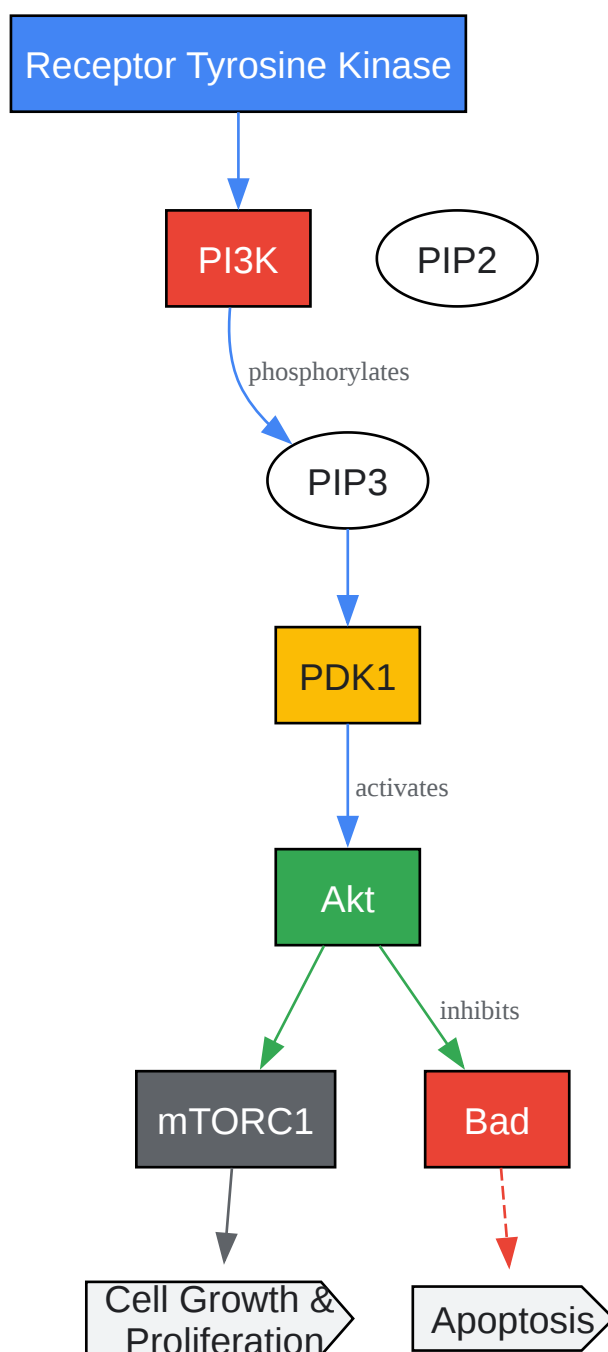 Receptor Tyrosine Kinase
PI3K
PIP2
phosphorylates
PIP3
PDK1
activates
Akt
inhibits
mTORC1
Bad
Cell Growth &
Proliferation
Apoptosis